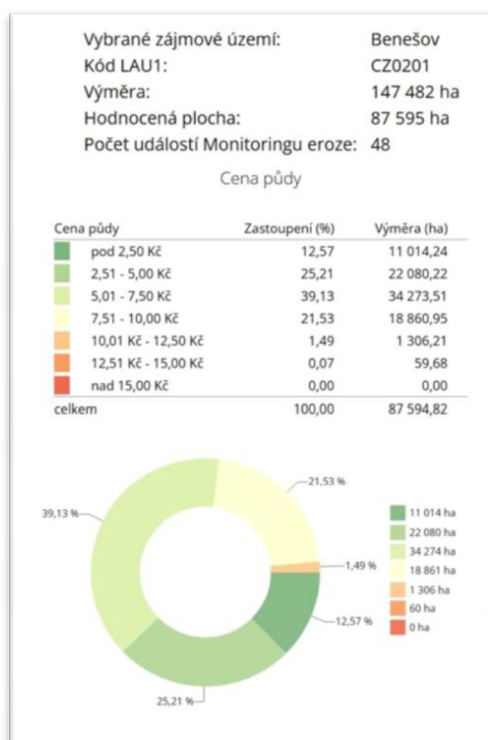 Vybrané zájmové území: Benešov
Kód LAU1: CZ0201
Výměra: 147 482 ha
Hodnocená plocha: 87 595 ha
Počet událostí Monitoringu eroze: 48
Cena půdy
Cena půdy Zastoupení (%) Výměra (ha)
pod 2,50 Kč 12,57 11 014,24
2,51 - 5,00 Kč 25,21 22 080,22
5,01 - 7,50 Kč 39,13 34 273,51
7,51 - 10,00 Kč 21,53 18 860,95
10,01 Kč - 12,50 Kč 1,49 1 306,21
12,51 Kč - 15,00 Kč 0,07 59,68
nad 15,00 Kč 0,00 0,00
celkem 100,00 87 594,82
21,53 %
39,13 %
11 014 ha
22 080 ha
34 274 ha
18 861 ha
1,49 %
1 306 ha
60 ha
12,57 %
0 ha
25,21 %